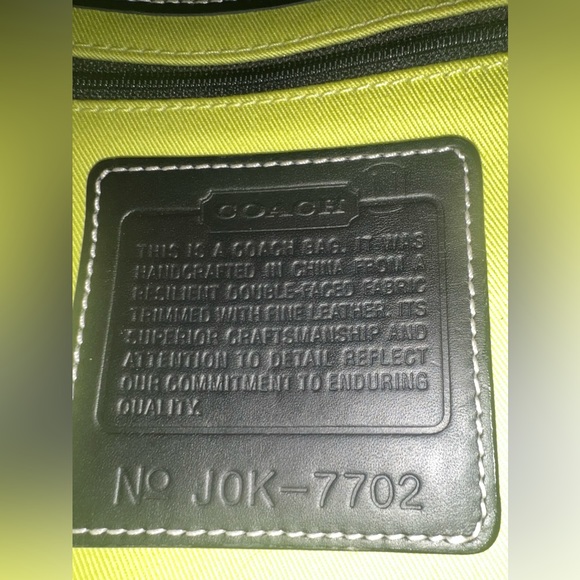 COACH
THIS IS A COACH BAG. IT WAS
HANDCRAFTED IN CHINA FROM A
RESILIENT DOUBLE-FACED FABRIC
TRIMMED WITH FINE LEATHER. ITS
SUPERIOR CRAFTSMANSHIP AND
ATTENTION TO DETAIL REFLECT
OUR COMMITMENT TO ENDURING
QUALITY.
Nº J0K-7702